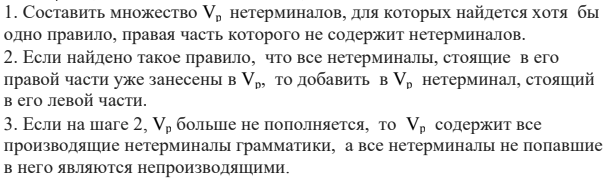 1. Составить множество Vₚ нетерминалов, для которых найдется хотя бы
одно правило, правая часть которого не содержит нетерминалов.
2. Если найдено такое правило, что все нетерминалы, стоящие в его
правой части уже занесены в Vₚ, то добавить в Vₚ нетерминал, стоящий
в его левой части.
3. Если на шаге 2, Vₚ больше не пополняется, то Vₚ содержит все
производящие нетерминалы грамматики, а все нетерминалы не попавшие
в него являются непроизводящими.